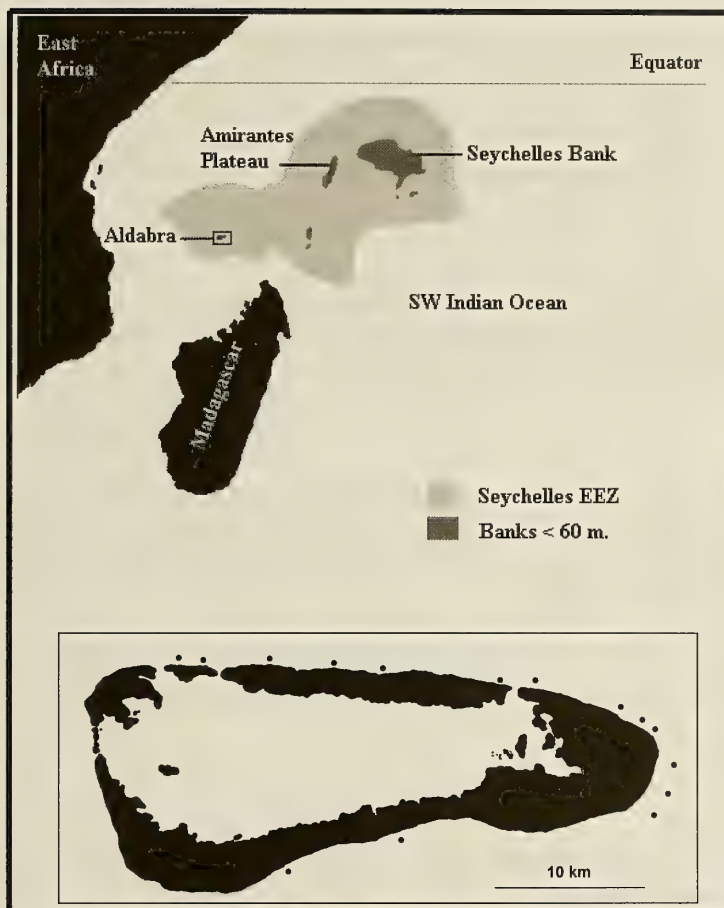 East
Africa
Equator
Amirantes
Plateau
Seychelles Bank
Aldabra
SW Indian Ocean
Madagascar
Seychelles EEZ
Banks < 60 m.
10 km